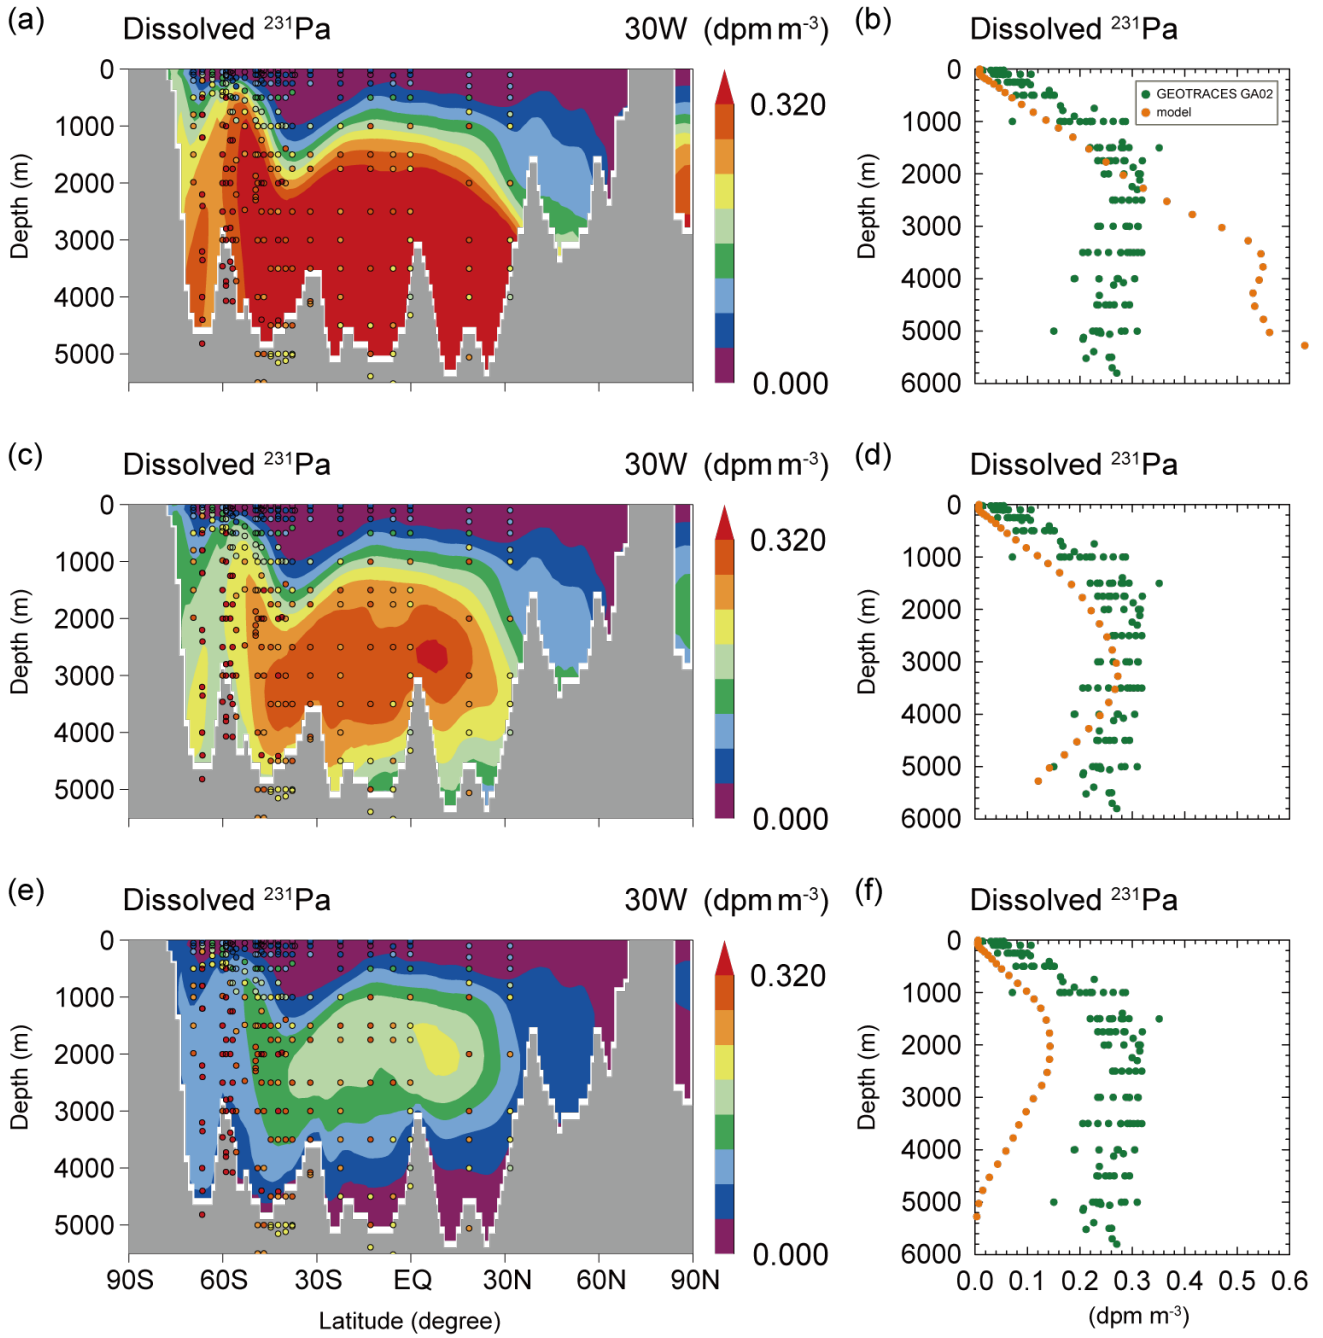 (a) Dissolved ²³¹Pa 30W (dpm m⁻³)
0
1000
2000
3000
4000
5000
Depth (m)
0.320
0.000
(b) Dissolved ²³¹Pa
0
1000
2000
3000
4000
5000
6000
Depth (m)
GEOTRACES GA02
model
(c) Dissolved ²³¹Pa 30W (dpm m⁻³)
0
1000
2000
3000
4000
5000
Depth (m)
0.320
0.000
(d) Dissolved ²³¹Pa
0
1000
2000
3000
4000
5000
6000
Depth (m)
(e) Dissolved ²³¹Pa 30W (dpm m⁻³)
0
1000
2000
3000
4000
5000
Depth (m)
0.320
0.000
90S 60S 30S EQ 30N 60N 90N
Latitude (degree)
(f) Dissolved ²³¹Pa
0
1000
2000
3000
4000
5000
6000
Depth (m)
0.0 0.1 0.2 0.3 0.4 0.5 0.6
(dpm m⁻³)